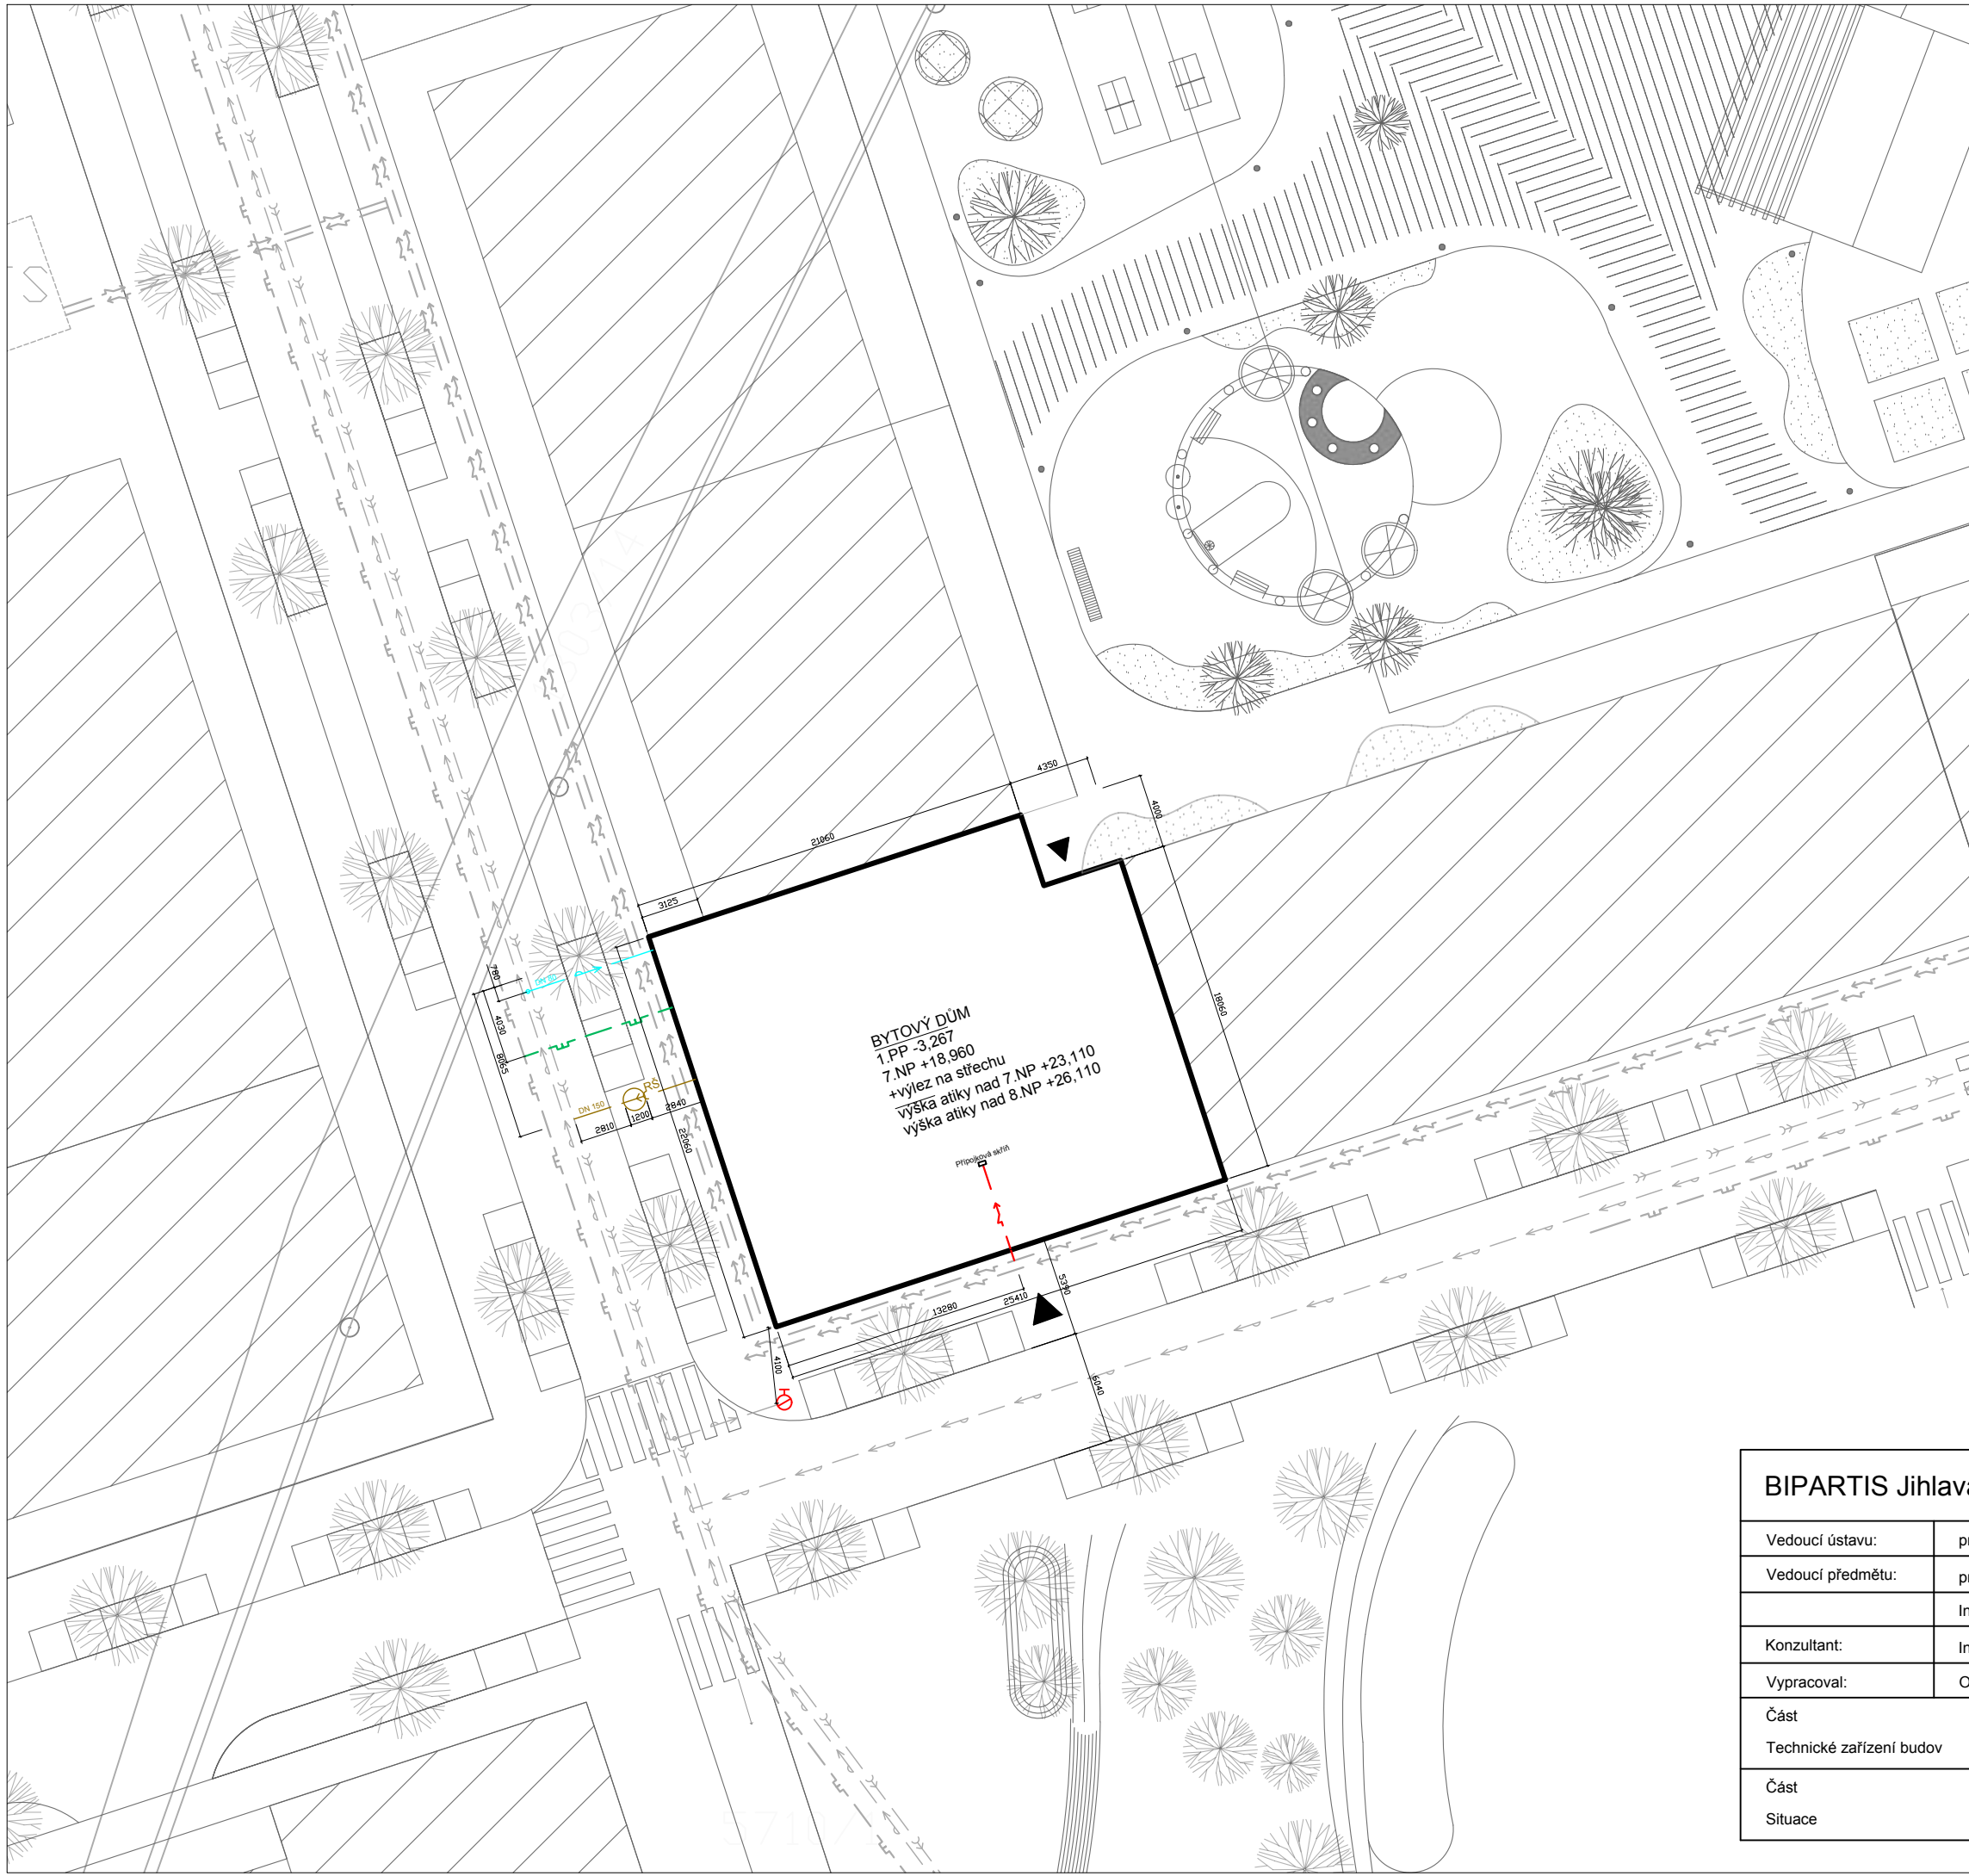 4350
4000
21060
3125
780
DN 80
4030
8065
18060
BYTOVÝ DŮM
1.PP -3,267
7.NP +18,960
+výlez na střechu
výška atiky nad 7.NP +23,110
výška atiky nad 8.NP +26,110
RŠ
DN 150
2810
1200
2840
22060
Přípojková skříň
5390
13280
25410
4100
6040
BIPARTIS Jihlava
Vedoucí ústavu:
Vedoucí předmětu:
Konzultant:
Vypracoval:
Část
Technické zařízení budov
Část
Situace